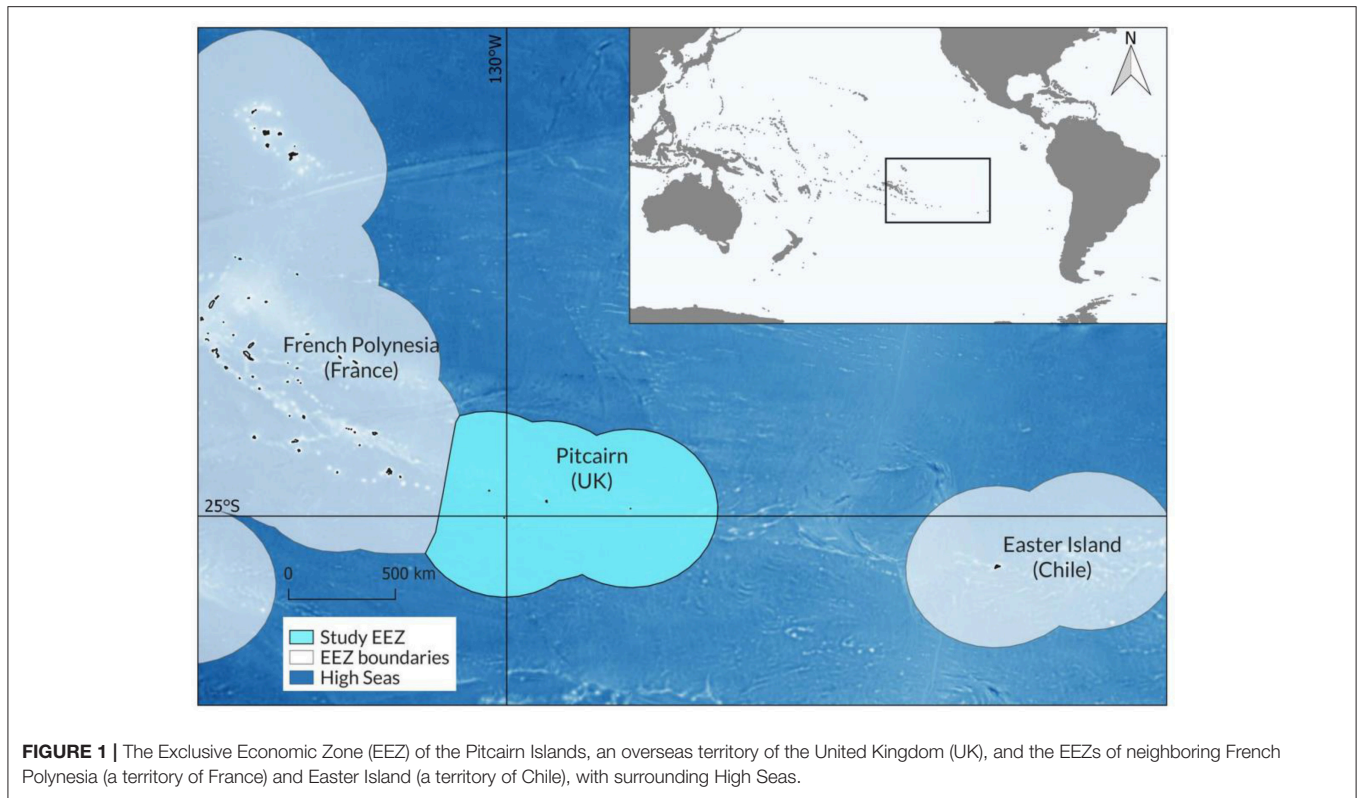 130°W
N
French Polynesia
(France)
Pitcairn
(UK)
25°S
Easter Island
(Chile)
0 500 km
Study EEZ
EEZ boundaries
High Seas
FIGURE 1 | The Exclusive Economic Zone (EEZ) of the Pitcairn Islands, an overseas territory of the United Kingdom (UK), and the EEZs of neighboring French
Polynesia (a territory of France) and Easter Island (a territory of Chile), with surrounding High Seas.